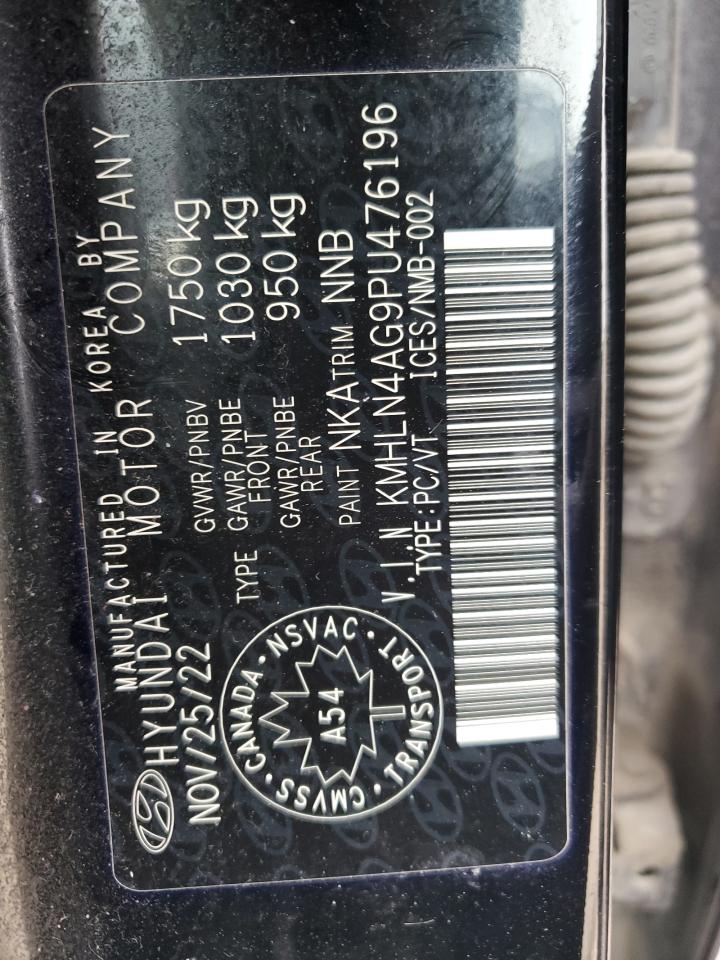 MANUFACTURED IN KOREA BY
HYUNDAI MOTOR COMPANY
NOV/25/22
GVWR/PNBV 1750 kg
TYPE GAWR/PNBE FRONT 1030 kg
GAWR/PNBE REAR 950 kg
PAINT NKA TRIM NNB
V.I.N KMHLN4AG9PU476196
TYPE:PC/VT ICES/NMB-002
CANADA · NSVAC · TRANSPORT · CMVSS ·
A54